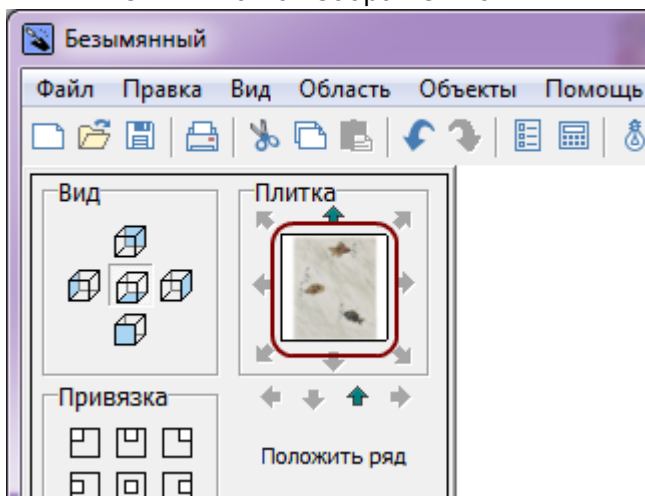 Безымянный
Файл Правка Вид Область Объекты Помощь
Вид
Плитка
Привязка
Положить ряд